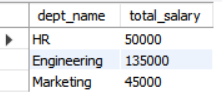 dept_name total_salary
HR 50000
Engineering 135000
Marketing 45000